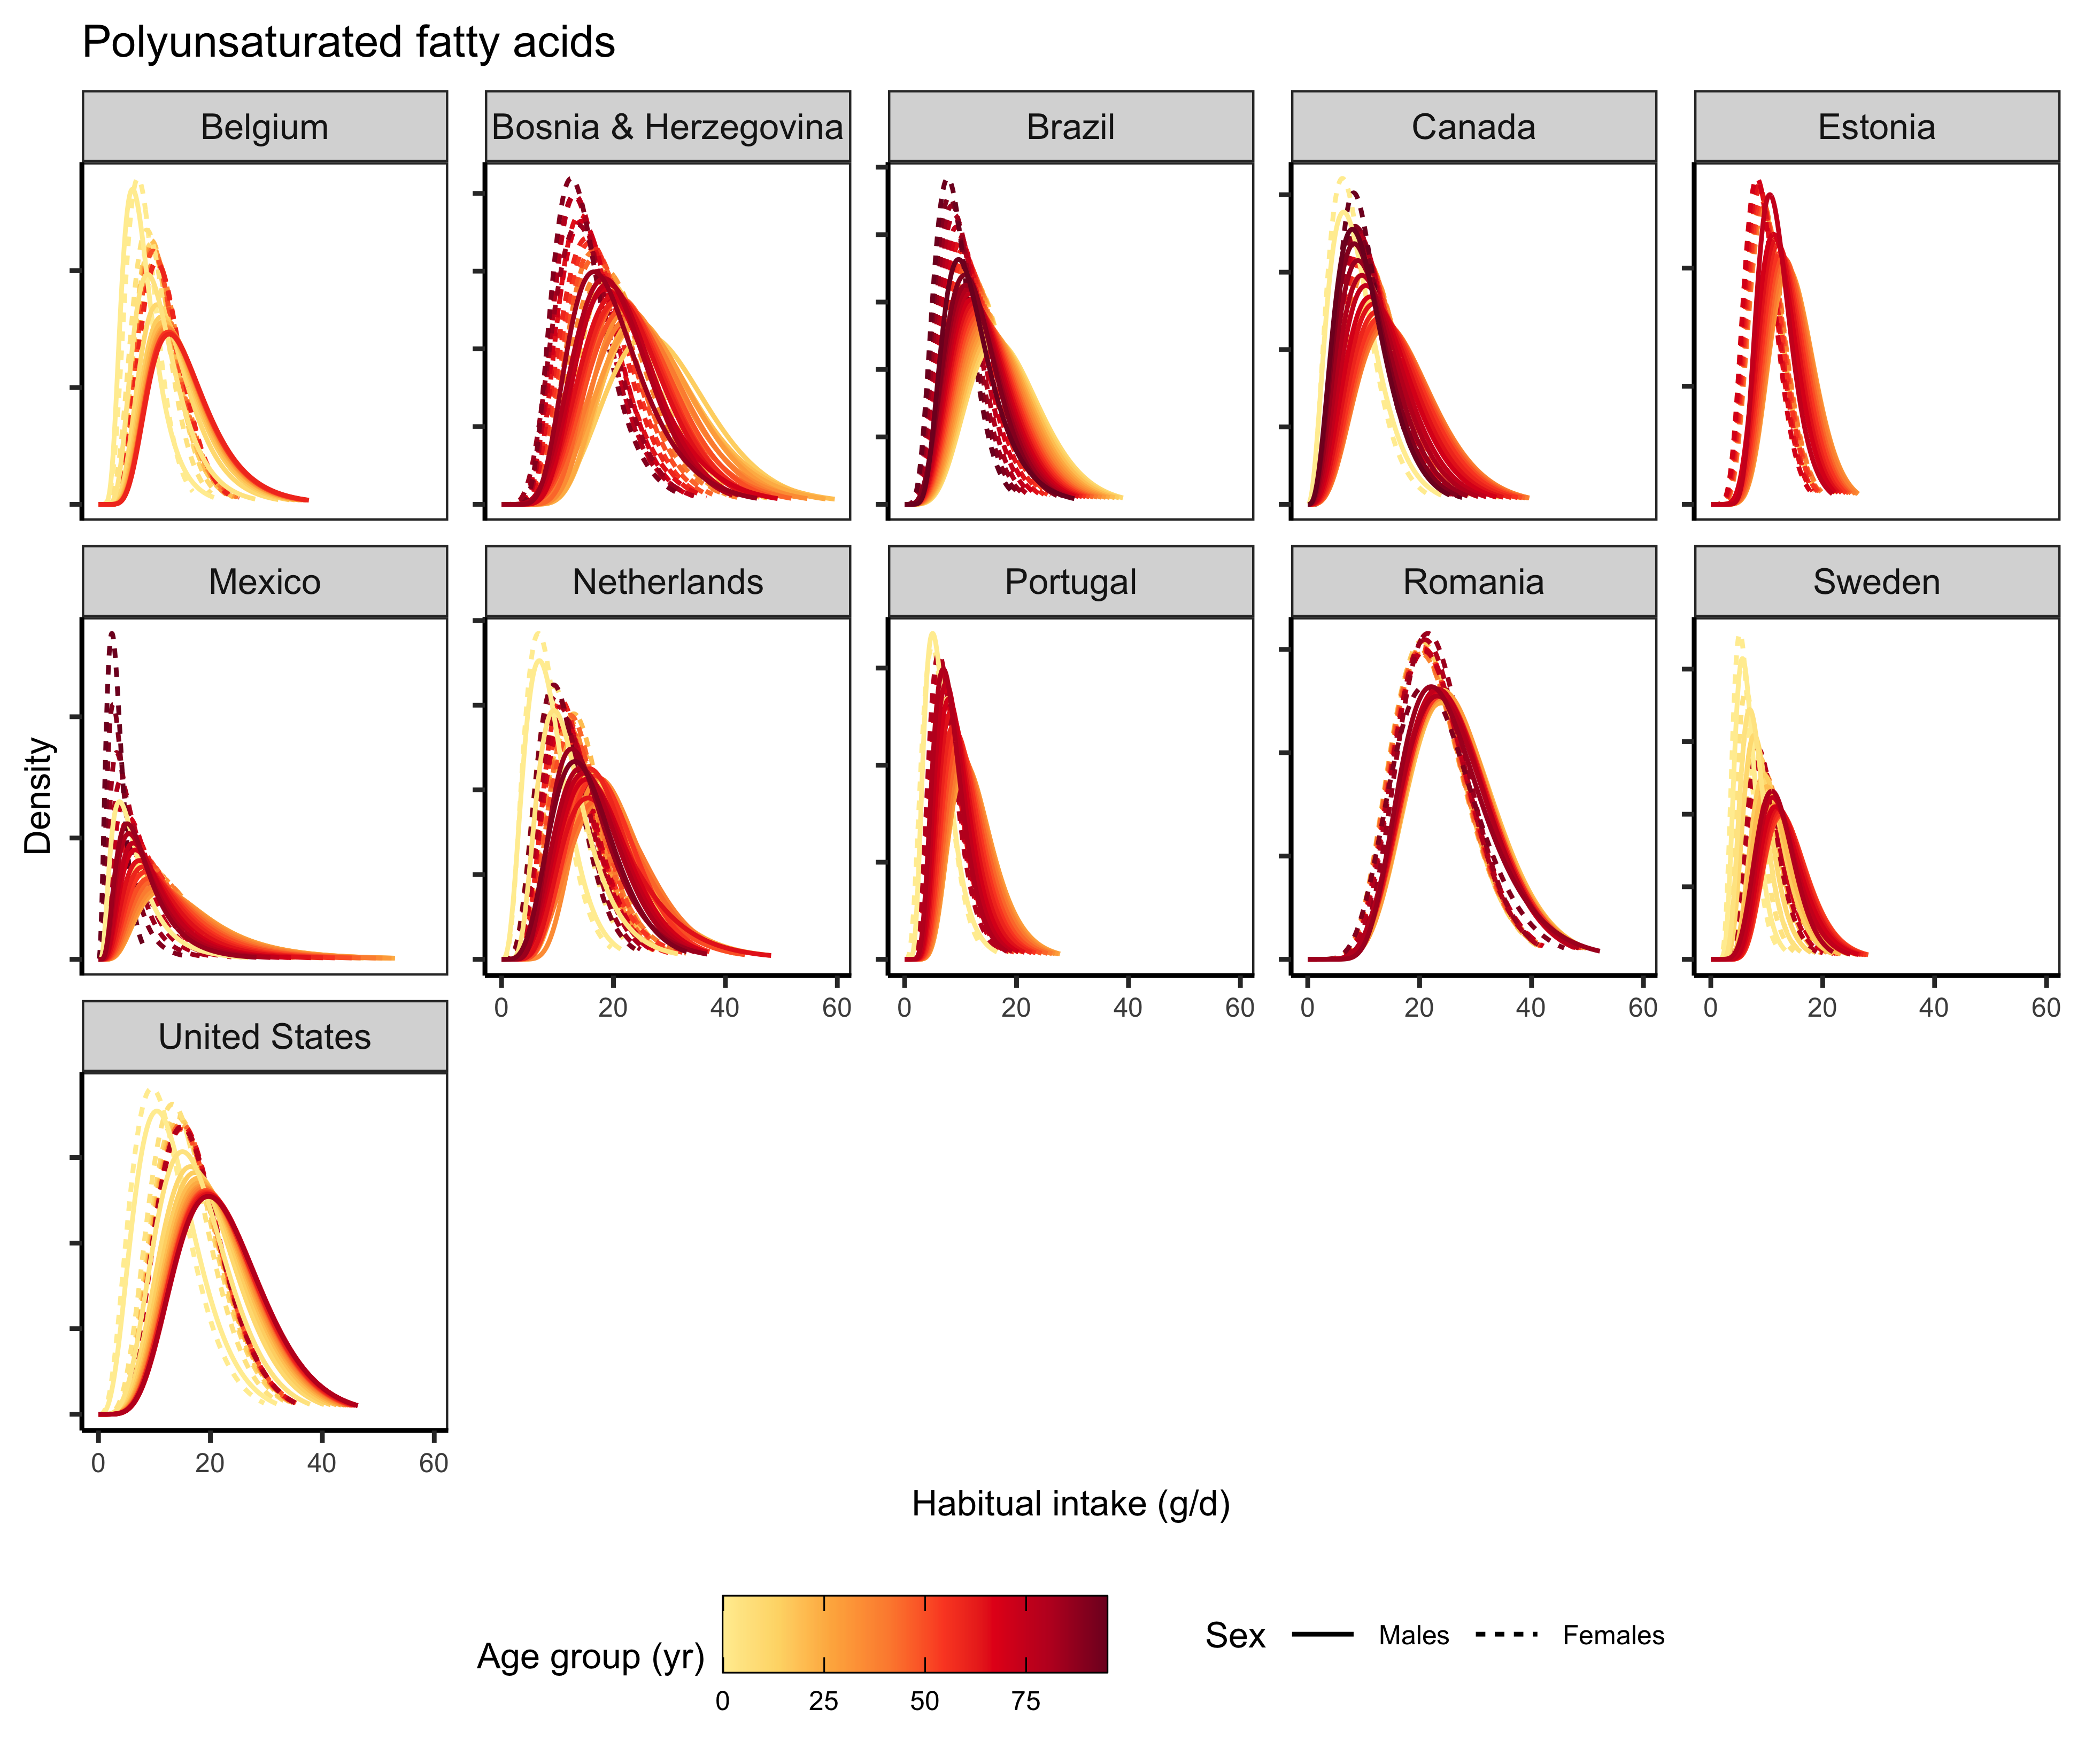 Polyunsaturated fatty acids
Belgium
Bosnia & Herzegovina
Brazil
Canada
Estonia
Mexico
Netherlands
Portugal
Romania
Sweden
Density
0 20 40 60
0 20 40 60
0 20 40 60
0 20 40 60
United States
0 20 40 60
Habitual intake (g/d)
Age group (yr)
0 25 50 75
Sex Males Females